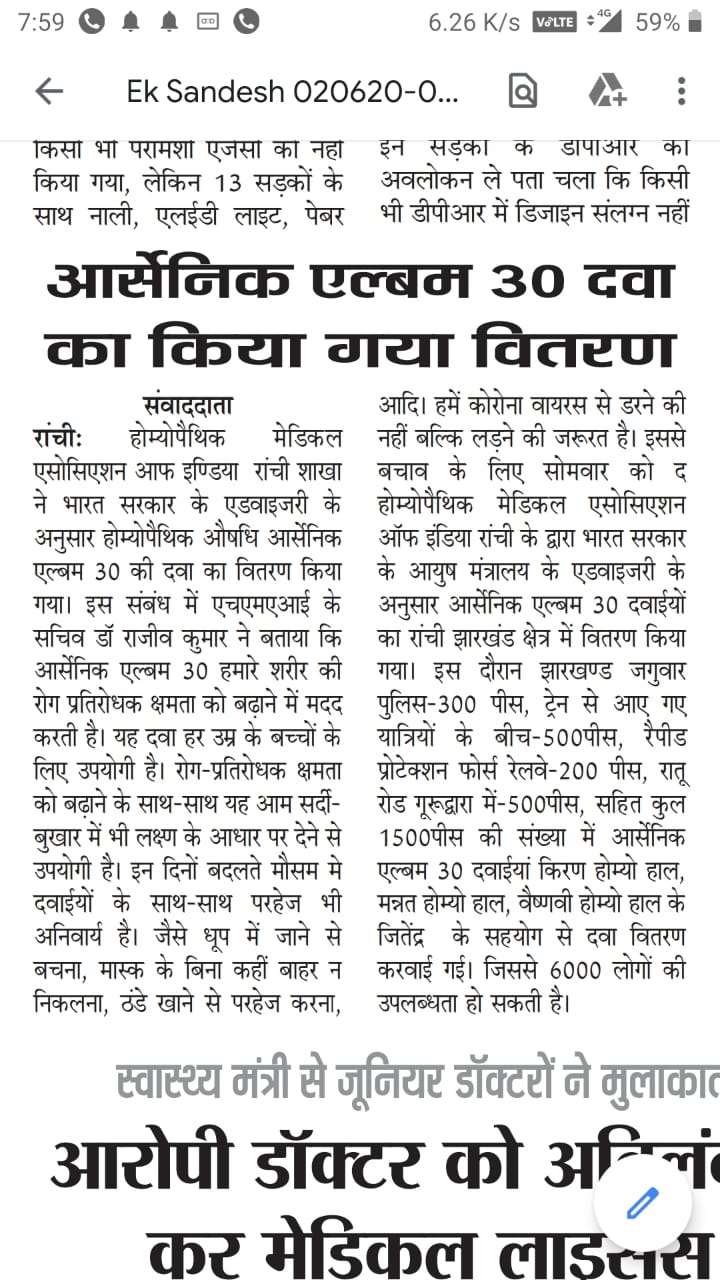 7:59
6.26 K/s VoLTE 4G 59%
Ek Sandesh 020620-0...
किसी भी परामर्शी एजेंसी को नहीं
किया गया, लेकिन 13 सड़कों के
साथ नाली, एलईडी लाइट, पेबर
इन सड़कों के डीपीआर का
अवलोकन ले पता चला कि किसी
भी डीपीआर में डिजाइन संलग्न नहीं
आर्सेनिक एल्बम 30 दवा
का किया गया वितरण
संवाददाता
रांची: होम्योपैथिक मेडिकल
एसोसिएशन आफ इण्डिया रांची शाखा
ने भारत सरकार के एडवाइजरी के
अनुसार होम्योपैथिक औषधि आर्सेनिक
एल्बम 30 की दवा का वितरण किया
गया। इस संबंध में एचएमएआई के
सचिव डॉ राजीव कुमार ने बताया कि
आर्सेनिक एल्बम 30 हमारे शरीर की
रोग प्रतिरोधक क्षमता को बढ़ाने में मदद
करती है। यह दवा हर उम्र के बच्चों के
लिए उपयोगी है। रोग-प्रतिरोधक क्षमता
को बढ़ाने के साथ-साथ यह आम सर्दी-
बुखार में भी लक्ष्ण के आधार पर देने से
उपयोगी है। इन दिनों बदलते मौसम मे
दवाईयों के साथ-साथ परहेज भी
अनिवार्य है। जैसे धूप में जाने से
बचना, मास्क के बिना कहीं बाहर न
निकलना, ठंडे खाने से परहेज करना,
आदि। हमें कोरोना वायरस से डरने की
नहीं बल्कि लड़ने की जरूरत है। इससे
बचाव के लिए सोमवार को द
होम्योपैथिक मेडिकल एसोसिएशन
ऑफ इंडिया रांची के द्वारा भारत सरकार
के आयुष मंत्रालय के एडवाइजरी के
अनुसार आर्सेनिक एल्बम 30 दवाईयों
का रांची झारखंड क्षेत्र में वितरण किया
गया। इस दौरान झारखण्ड जगुवार
पुलिस-300 पीस, ट्रेन से आए गए
यात्रियों के बीच-500पीस, रैपीड
प्रोटेक्शन फोर्स रेलवे-200 पीस, रातू
रोड गूरूद्वारा में-500पीस, सहित कुल
1500पीस की संख्या में आर्सेनिक
एल्बम 30 दवाईयां किरण होम्यो हाल,
मन्नत होम्यो हाल, वैष्णवी होम्यो हाल के
जितेंद्र के सहयोग से दवा वितरण
करवाई गई। जिससे 6000 लोगों की
उपलब्धता हो सकती है।
स्वास्थ्य मंत्री से जूनियर डॉक्टरों ने मुलाकात
आरोपी डॉक्टर को
कर मेडिकल